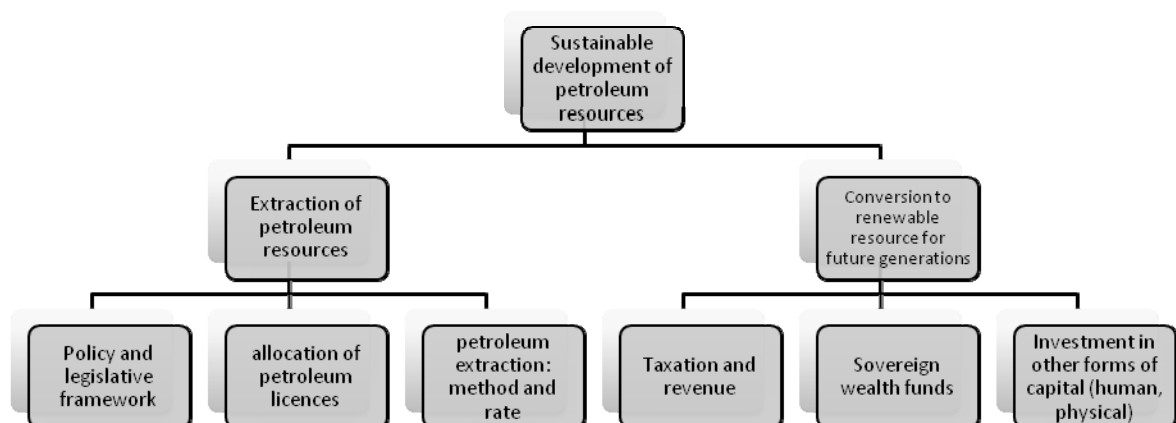 Sustainable
development of
petroleum
resources
Extraction of
petroleum
resources
Conversion to
renewable
resource for
future generations
Policy and
legislative
framework
allocation of
petroleum
licences
petroleum
extraction:
method and
rate
Taxation and
revenue
Sovereign
wealth funds
Investment in
other forms of
capital (human,
physical)